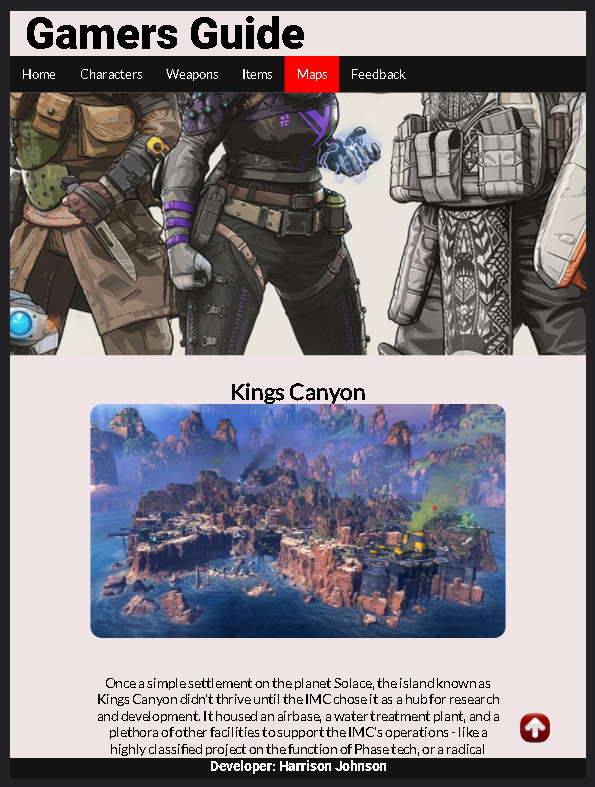 Gamers Guide
Home Characters Weapons Items Maps Feedback
Kings Canyon
Once a simple settlement on the planet Solace, the island known as
Kings Canyon didn't thrive until the IMC chose it as a hub for research
and development. It housed an airbase, a water treatment plant, and a
plethora of other facilities to support the IMC's operations - like a
highly classified project on the function of Phase tech, or a radical
Developer: Harrison Johnson